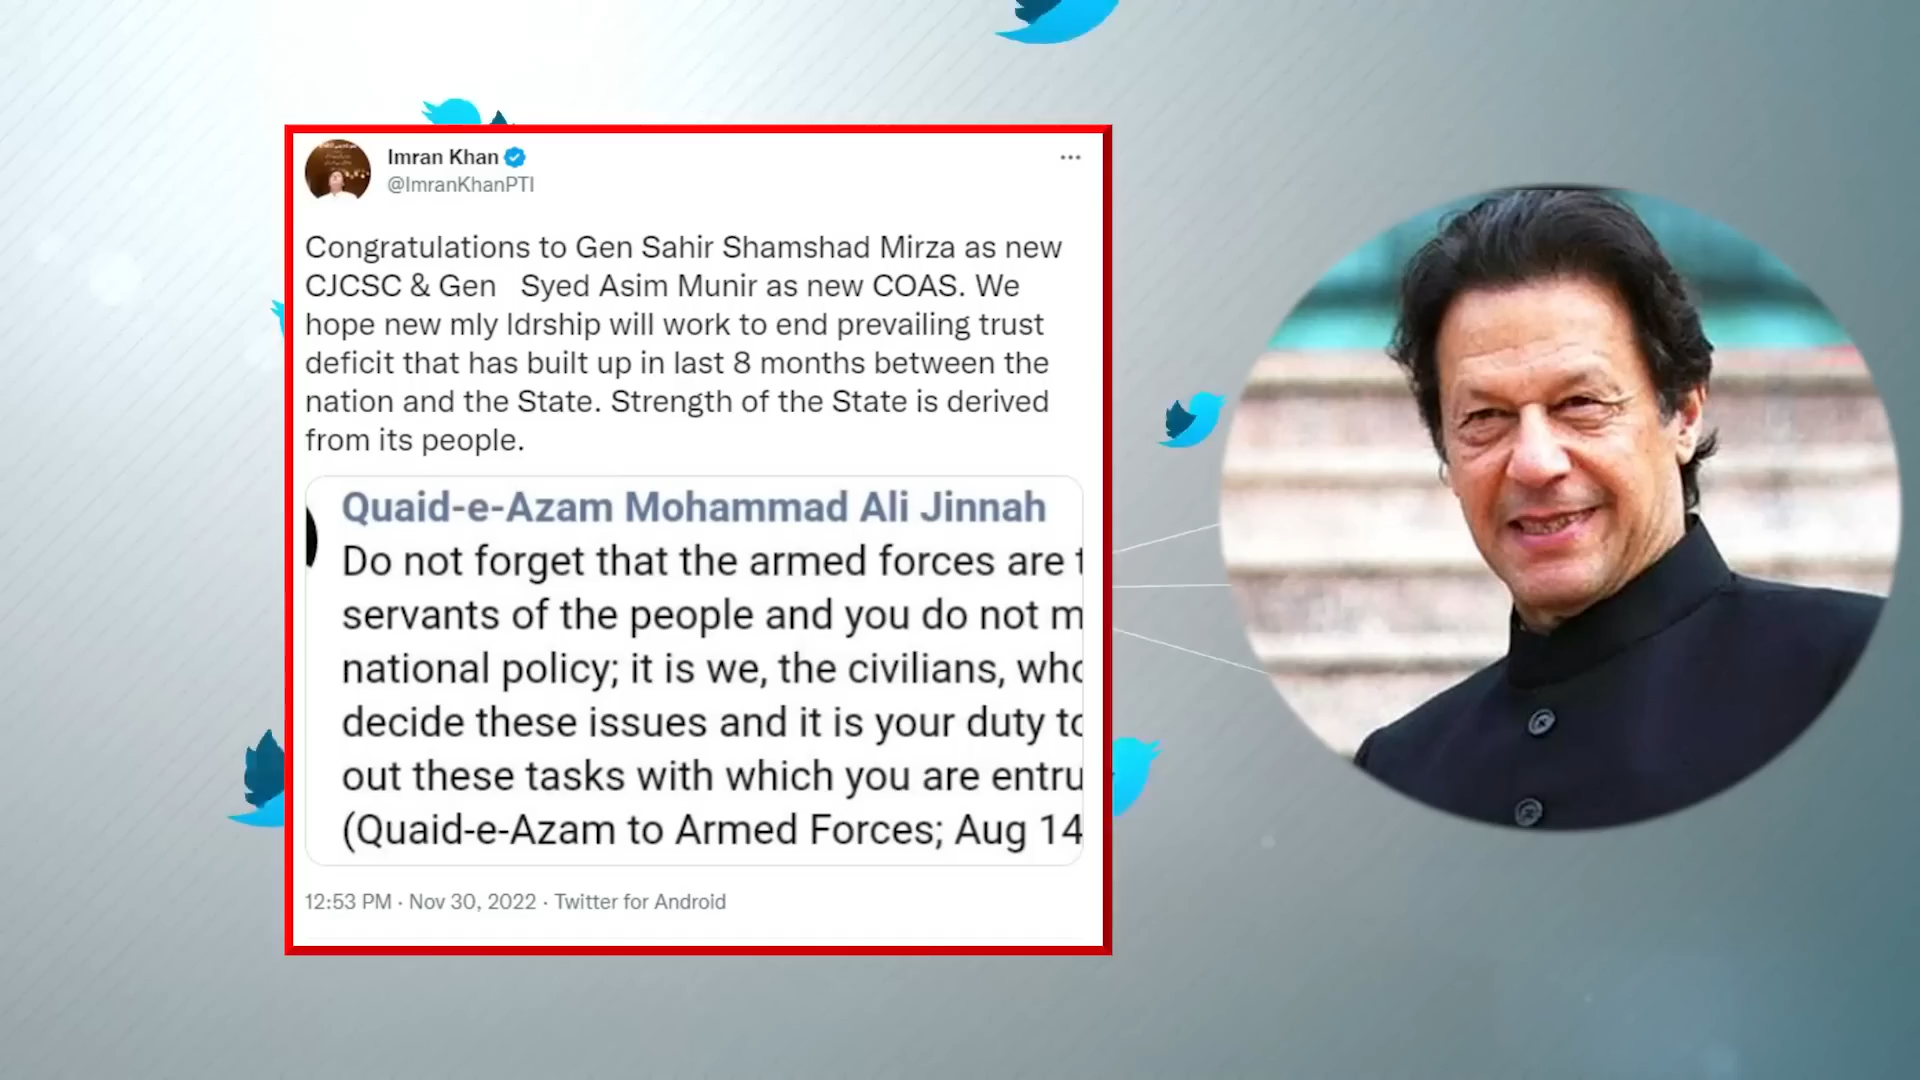 Imran Khan
@ImranKhanPTI
Congratulations to Gen Sahir Shamshad Mirza as new
CJCSC & Gen Syed Asim Munir as new COAS. We
hope new mly ldrship will work to end prevailing trust
deficit that has built up in last 8 months between the
nation and the State. Strength of the State is derived
from its people.
Quaid-e-Azam Mohammad Ali Jinnah
Do not forget that the armed forces are
servants of the people and you do not
national policy; it is we, the civilians,
decide these issues and it is your duty
out these tasks with which you are
(Quaid-e-Azam to Armed Forces; Aug 14
12:53 PM · Nov 30, 2022 · Twitter for Android